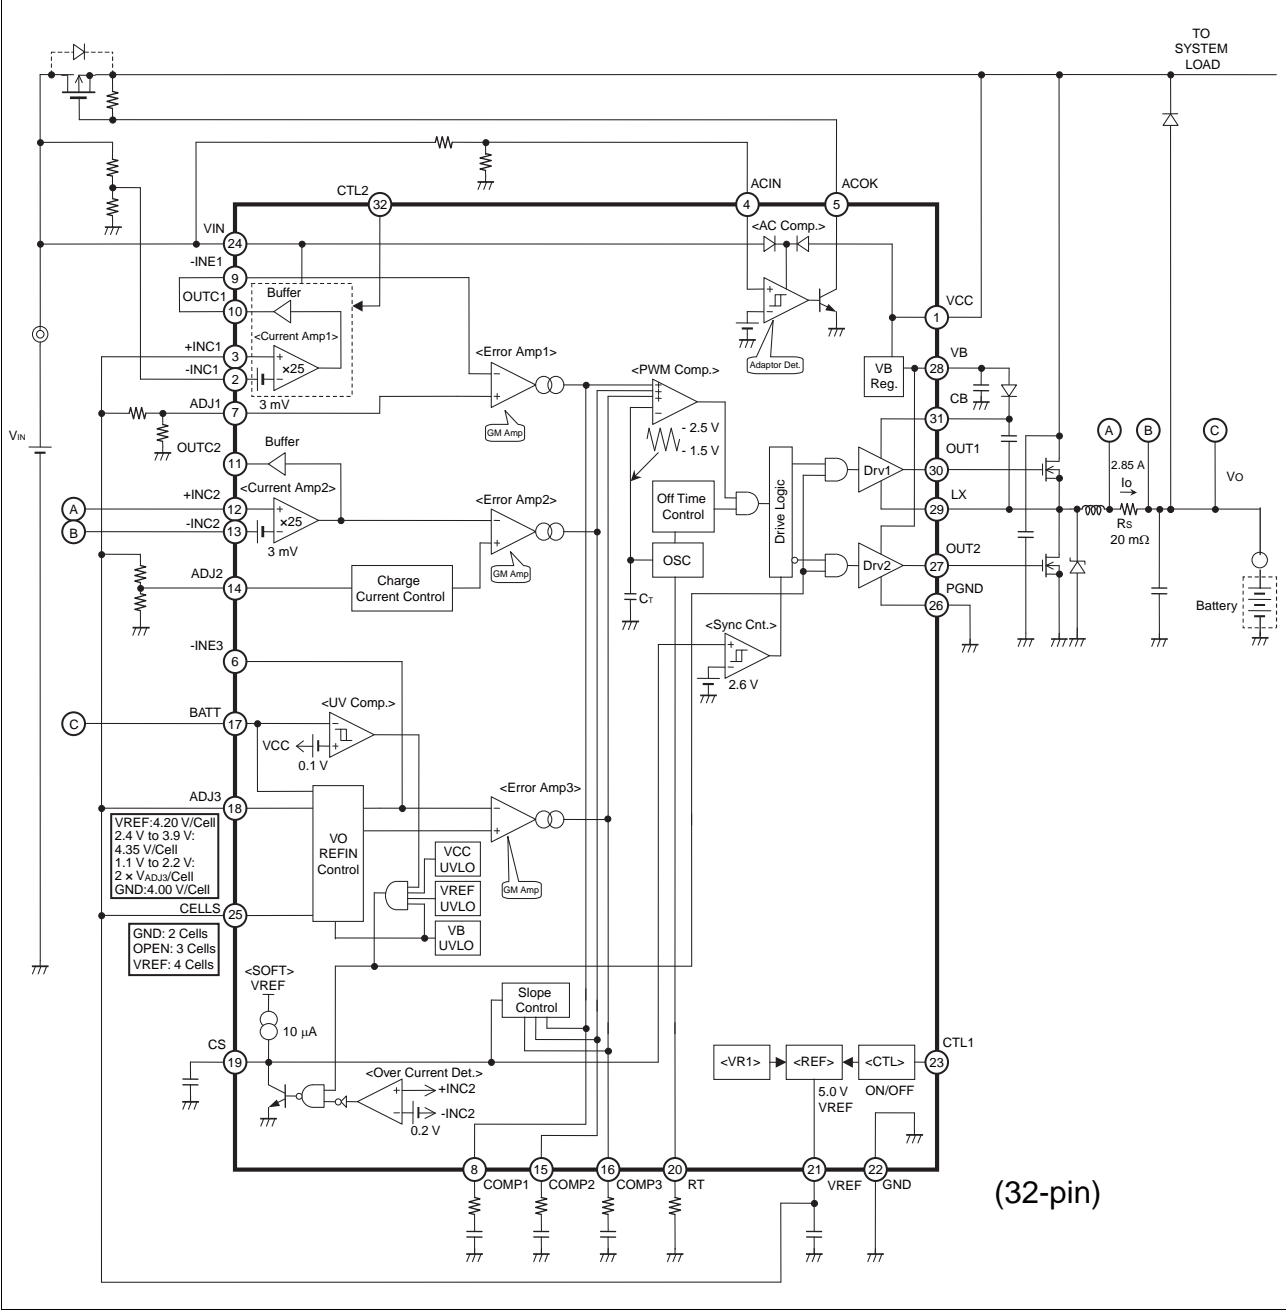 TO
SYSTEM
LOAD
CTL2
32
ACIN
4
ACOK
5
VIN
24
<AC Comp.>
-INE1
9
OUTC1
10
Buffer
VCC
1
<Current Amp1>
+INC1
3
×25
<Error Amp1>
Adaptor Det.
VB
Reg.
VB
28
-INC1
2
<PWM Comp.>
3 mV
ADJ1
7
CB
31
GM Amp
- 2.5 V
- 1.5 V
A
B
C
VIN
OUTC2
11
Buffer
OUT1
30
Drv1
2.85 A
Io
VO
<Current Amp2>
A
+INC2
12
×25
<Error Amp2>
Off Time
Control
Drive Logic
LX
29
RS
20 mΩ
B
-INC2
13
3 mV
OSC
OUT2
27
Drv2
GM Amp
ADJ2
14
Charge
Current Control
CT
PGND
26
Battery
<Sync Cnt.>
2.6 V
-INE3
6
<UV Comp.>
C
BATT
17
VCC
0.1 V
ADJ3
18
<Error Amp3>
VREF:4.20 V/Cell
2.4 V to 3.9 V:
4.35 V/Cell
1.1 V to 2.2 V:
2 × VADJ3/Cell
GND:4.00 V/Cell
VO
REFIN
Control
VCC
UVLO
VREF
UVLO
VB
UVLO
GM Amp
CELLS
25
GND: 2 Cells
OPEN: 3 Cells
VREF: 4 Cells
<SOFT>
VREF
10 µA
Slope
Control
CS
19
<Over Current Det.>
+INC2
-INC2
0.2 V
<VR1>
<REF>
<CTL>
CTL1
23
5.0 V
VREF
ON/OFF
8
COMP1
15
COMP2
16
COMP3
20
RT
21
VREF
22
GND
(32-pin)